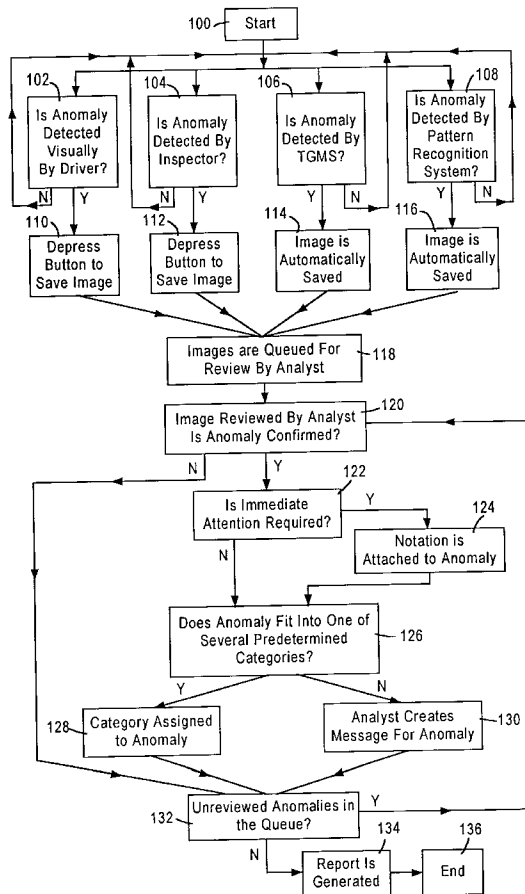 100
Start
102
Is Anomaly
Detected
Visually
By Driver?
104
Is Anomaly
Detected By
Inspector?
106
Is Anomaly
Detected By
TGMS?
108
Is Anomaly
Detected By
Pattern
Recognition
System?
N
Y
N
Y
Y
N
Y
N
110
Depress
Button to
Save Image
112
Depress
Button to
Save Image
114
Image is
Automatically
Saved
116
Image is
Automatically
Saved
Images are Queued For
Review By Analyst
118
Image Reviewed By Analyst
Is Anomaly Confirmed?
120
N
Y
122
Is Immediate
Attention Required?
Y
N
124
Notation is
Attached to Anomaly
Does Anomaly Fit Into One of
Several Predetermined
Categories?
126
Y
N
128
Category Assigned
to Anomaly
Analyst Creates
Message For Anomaly
130
132
Unreviewed Anomalies in
the Queue?
Y
N
134
Report Is
Generated
136
End